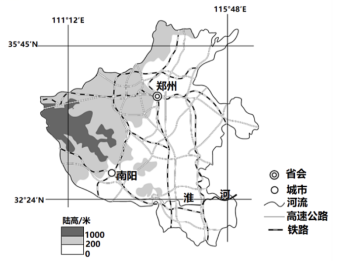 115°48′E
111°12′E
35°45′N
郑州
南阳
32°24′N
淮 河
陆高/米
1000
200
0
省会
城市
河流
高速公路
铁路